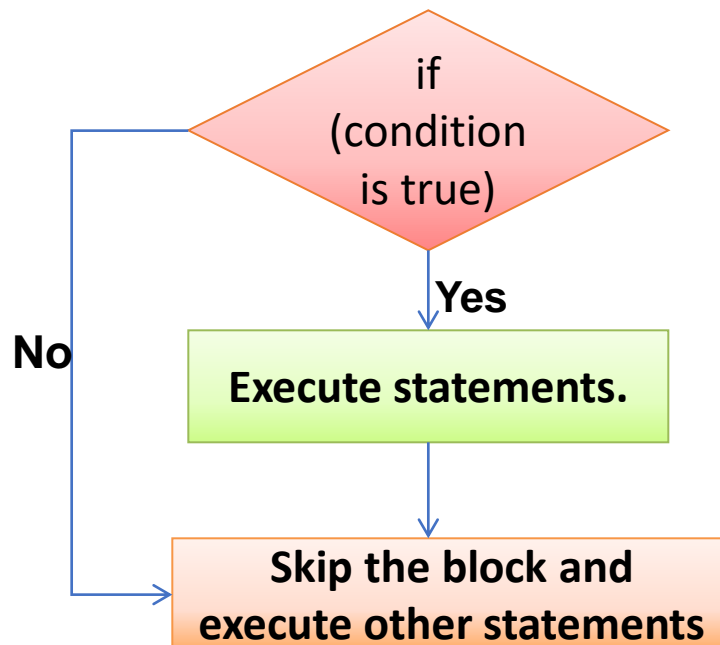 if
(condition
is true)
Yes
No
Execute statements.
Skip the block and
execute other statements